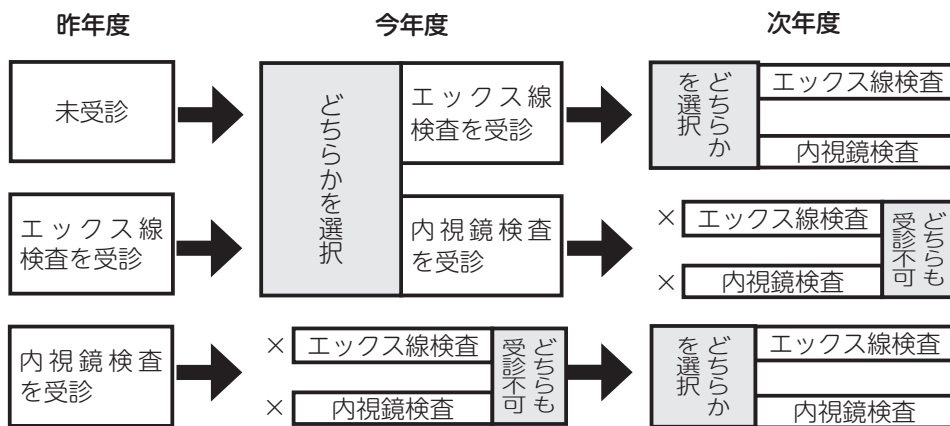 昨年度
今年度
次年度
未受診
どちらかを選択
エックス線
検査を受診
どちらか
を選択
エックス線検査
内視鏡検査
エックス線
検査を受診
内視鏡検査
を受診
× エックス線検査
× 内視鏡検査
どちらも
受診不可
内視鏡検査
を受診
× エックス線検査
× 内視鏡検査
どちらも
受診不可
どちらか
を選択
エックス線検査
内視鏡検査